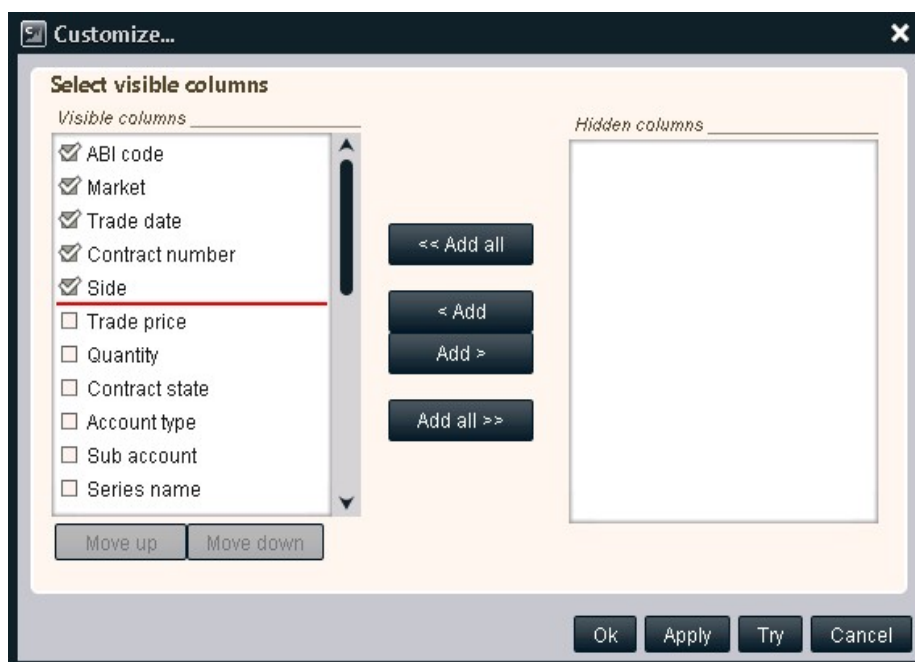 Customize...
Select visible columns
Visible columns
ABI code
Market
Trade date
Contract number
Side
Trade price
Quantity
Contract state
Account type
Sub account
Series name
Move up Move down
<< Add all
< Add
Add >
Add all >>
Hidden columns
Ok Apply Try Cancel